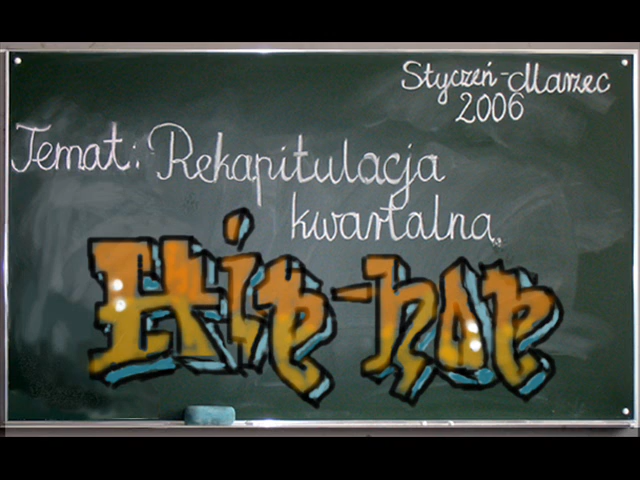 Styczeń-Marzec
2006
Temat: Rekapitulacja
kwartalna
Hip-hop